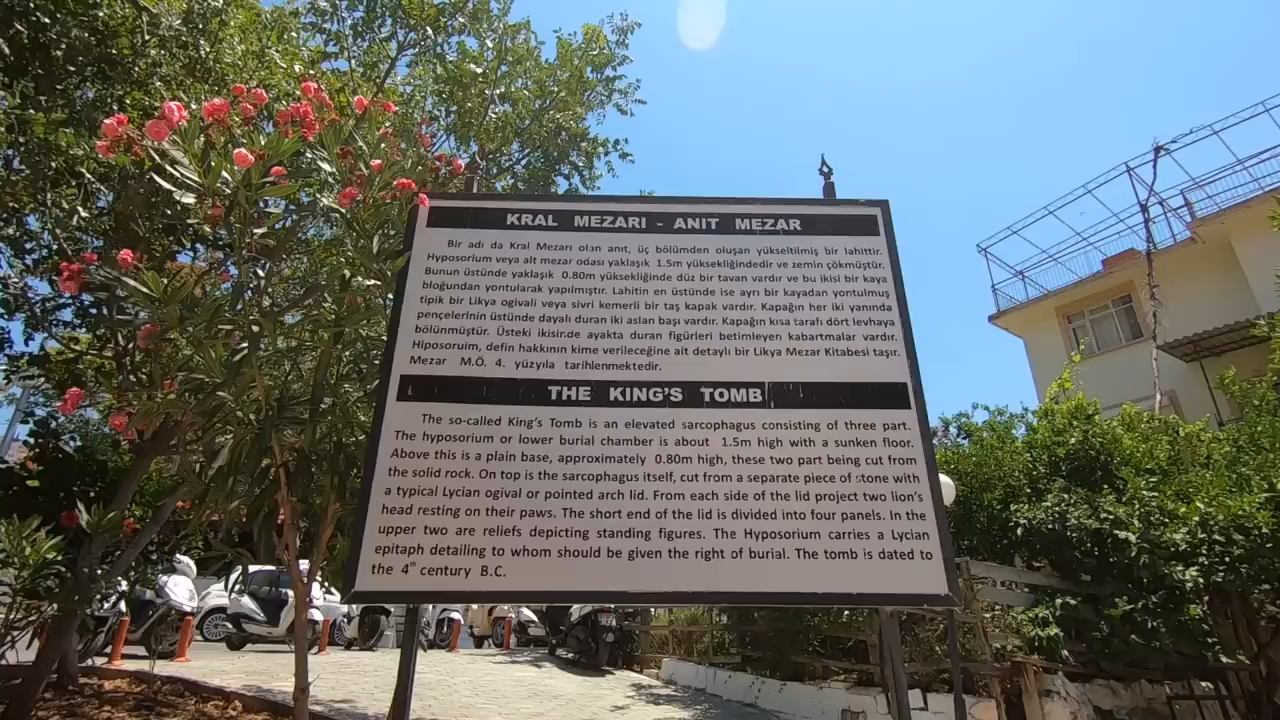 KRAL MEZARI - ANIT MEZAR
Bir adı da Kral Mezarı olan anıt, üç bölümden oluşan yükseltilmiş bir lahittir.
Hyposorium veya alt mezar odası yaklaşık 1.5m yüksekliğindedir ve zemin çökmüştür.
Bunun üstünde yaklaşık 0.80m yüksekliğinde düz bir tavan vardır ve bu ikisi bir kaya
bloğundan yontularak yapılmıştır. Lahitin en üstünde ise ayrı bir kayadan yontulmuş
tipik bir Likya ogivali veya sivri kemerli bir taş kapak vardır. Kapağın her iki yanında
pençelerinin üstünde dayalı duran iki aslan başı vardır. Kapağın kısa tarafı dört levhaya
bölünmüştür. Üsteki ikisinde ayakta duran figürleri betimleyen kabartmalar vardır.
Hiposoruim, defin hakkının kime verileceğine ait detaylı bir Likya Mezar Kitabesi taşır.
Mezar M.Ö. 4. yüzyıla tarihlenmektedir.
THE KING'S TOMB
The so-called King's Tomb is an elevated sarcophagus consisting of three part.
The hyposorium or lower burial chamber is about 1.5m high with a sunken floor.
Above this is a plain base, approximately 0.80m high, these two part being cut from
the solid rock. On top is the sarcophagus itself, cut from a separate piece of stone with
a typical Lycian ogival or pointed arch lid. From each side of the lid project two lion's
head resting on their paws. The short end of the lid is divided into four panels. In the
upper two are reliefs depicting standing figures. The Hyposorium carries a Lycian
epitaph detailing to whom should be given the right of burial. The tomb is dated to
the 4th century B.C.